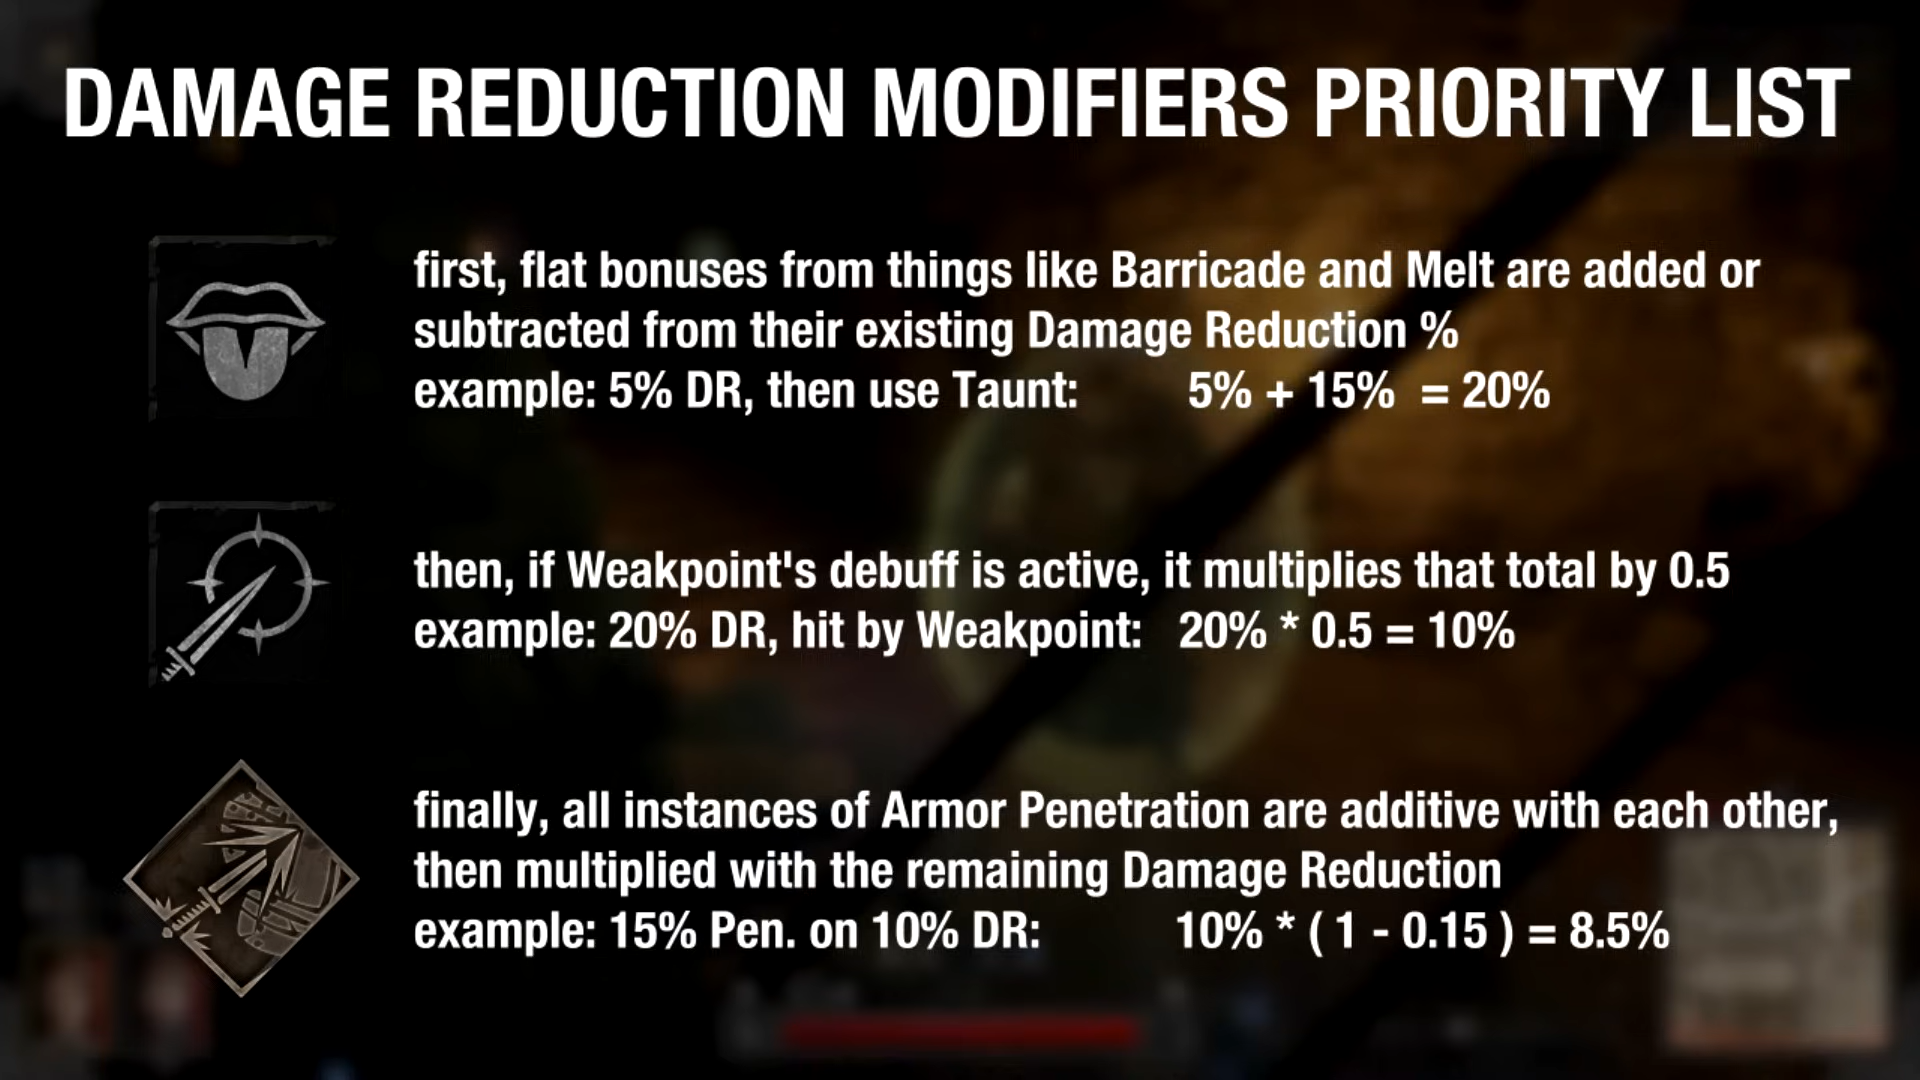 DAMAGE REDUCTION MODIFIERS PRIORITY LIST
first, flat bonuses from things like Barricade and Melt are added or
subtracted from their existing Damage Reduction %
example: 5% DR, then use Taunt: 5% + 15% = 20%
then, if Weakpoint's debuff is active, it multiplies that total by 0.5
example: 20% DR, hit by Weakpoint: 20% * 0.5 = 10%
finally, all instances of Armor Penetration are additive with each other,
then multiplied with the remaining Damage Reduction
example: 15% Pen. on 10% DR: 10% * ( 1 - 0.15 ) = 8.5%